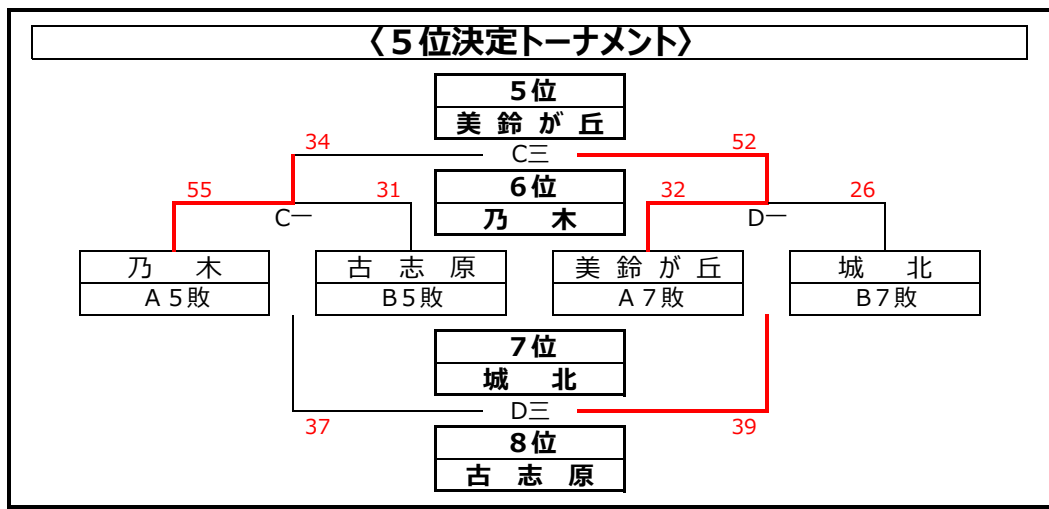 〈５位決定トーナメント〉
５位
美 鈴 が 丘
34 C三 52
55 31 ６位 32 26
C一 乃 木 D一
乃 木 古 志 原 美 鈴 が 丘 城 北
A５敗 B５敗 A７敗 B７敗
７位
城 北
D三
37 39
８位
古 志 原